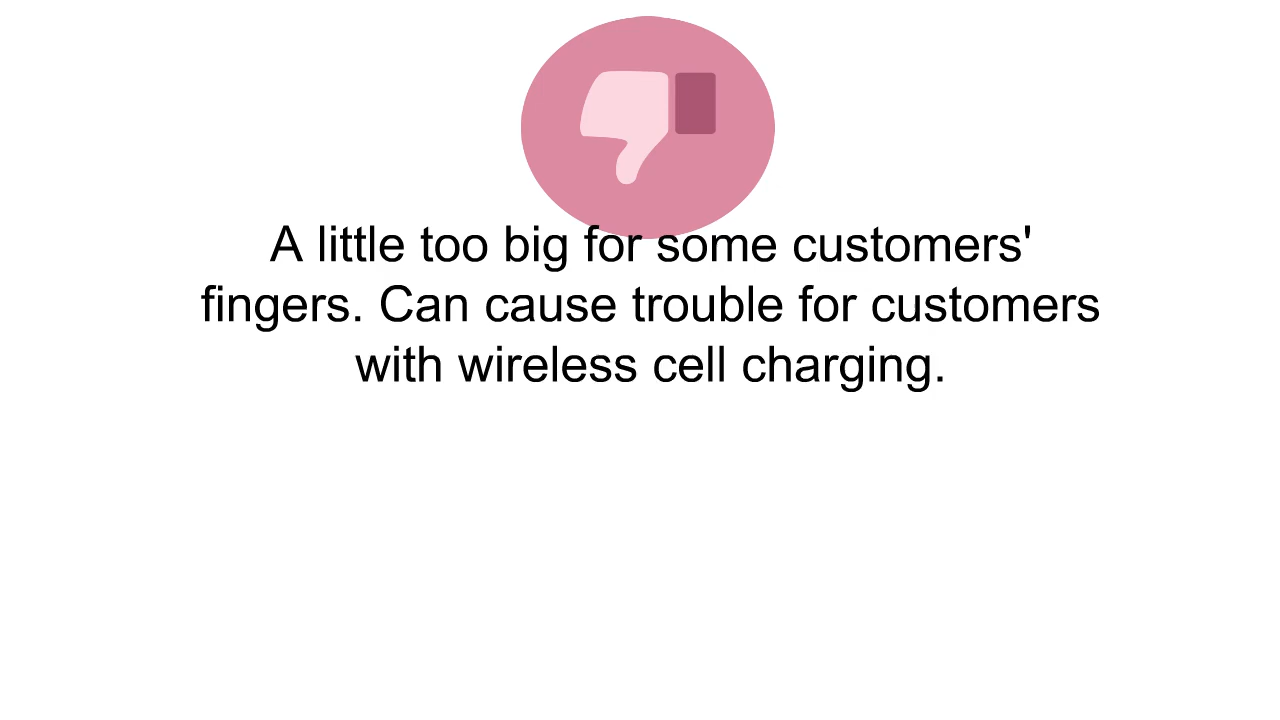 A little too big for some customers'
fingers. Can cause trouble for customers
with wireless cell charging.